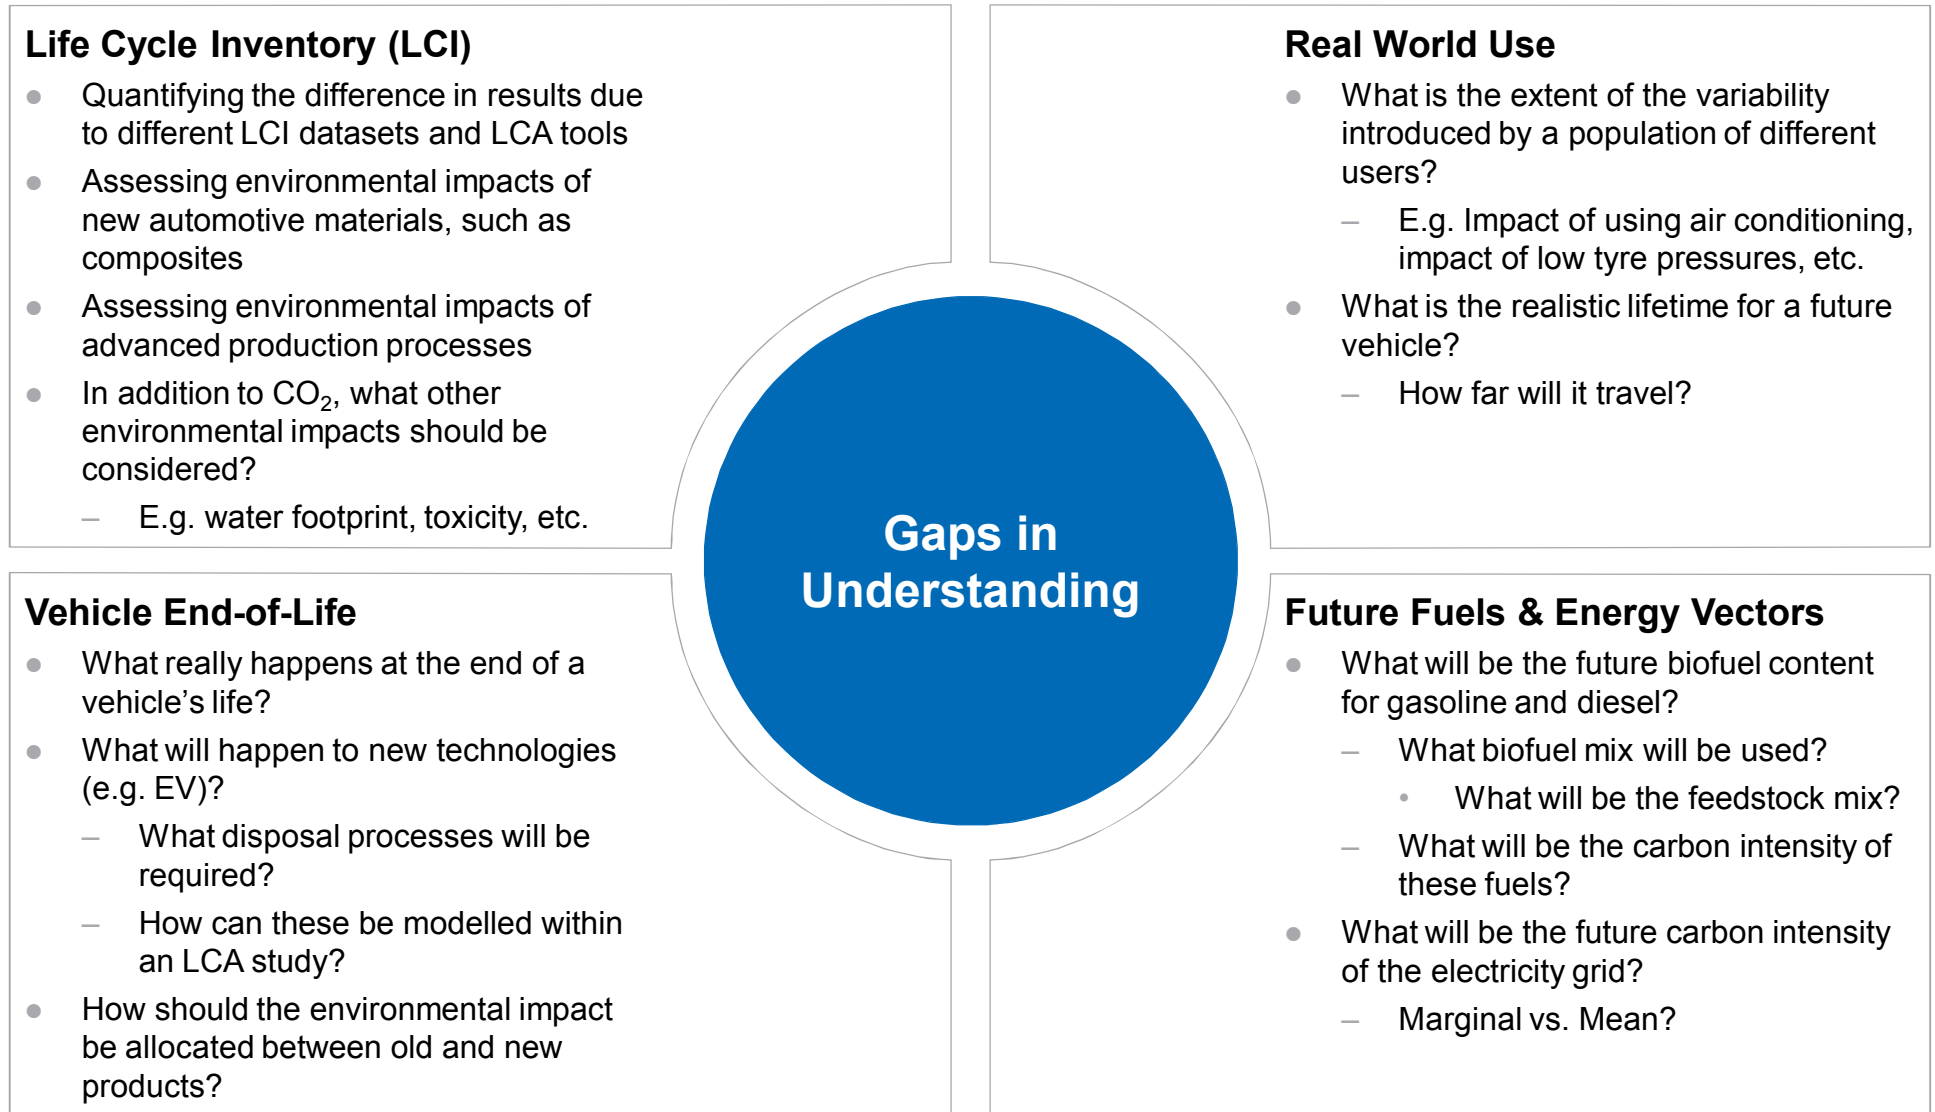 Life Cycle Inventory (LCI)
● Quantifying the difference in results due
to different LCI datasets and LCA tools
● Assessing environmental impacts of
new automotive materials, such as
composites
● Assessing environmental impacts of
advanced production processes
● In addition to CO₂, what other
environmental impacts should be
considered?
– E.g. water footprint, toxicity, etc.
Real World Use
● What is the extent of the variability
introduced by a population of different
users?
– E.g. Impact of using air conditioning,
impact of low tyre pressures, etc.
● What is the realistic lifetime for a future
vehicle?
– How far will it travel?
Gaps in
Understanding
Vehicle End-of-Life
● What really happens at the end of a
vehicle’s life?
● What will happen to new technologies
(e.g. EV)?
– What disposal processes will be
required?
– How can these be modelled within
an LCA study?
● How should the environmental impact
be allocated between old and new
products?
Future Fuels & Energy Vectors
● What will be the future biofuel content
for gasoline and diesel?
– What biofuel mix will be used?
• What will be the feedstock mix?
– What will be the carbon intensity of
these fuels?
● What will be the future carbon intensity
of the electricity grid?
– Marginal vs. Mean?